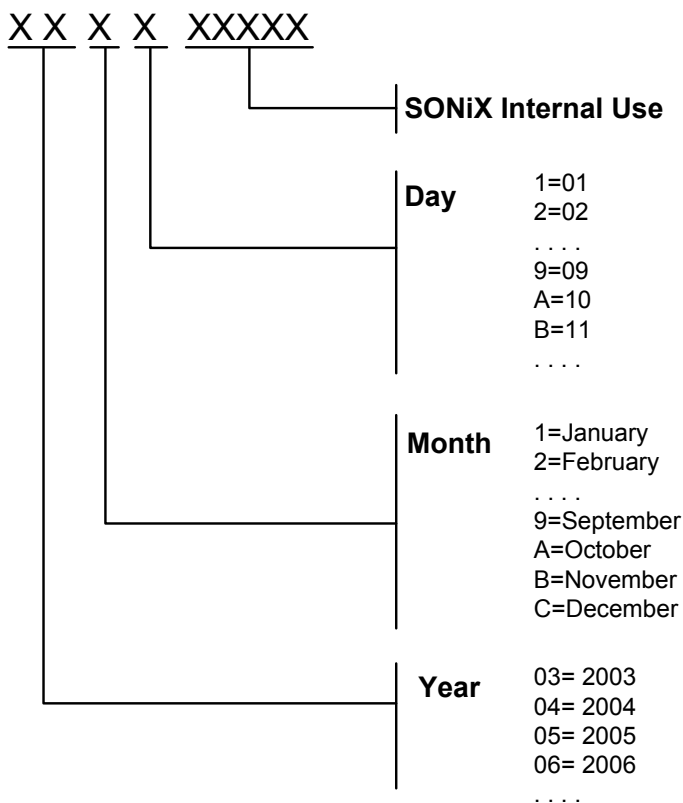 X X X X XXXXX
SONiX Internal Use
Day
1=01
2=02
. . . .
9=09
A=10
B=11
. . . .
Month
1=January
2=February
. . . .
9=September
A=October
B=November
C=December
Year
03= 2003
04= 2004
05= 2005
06= 2006
. . . .